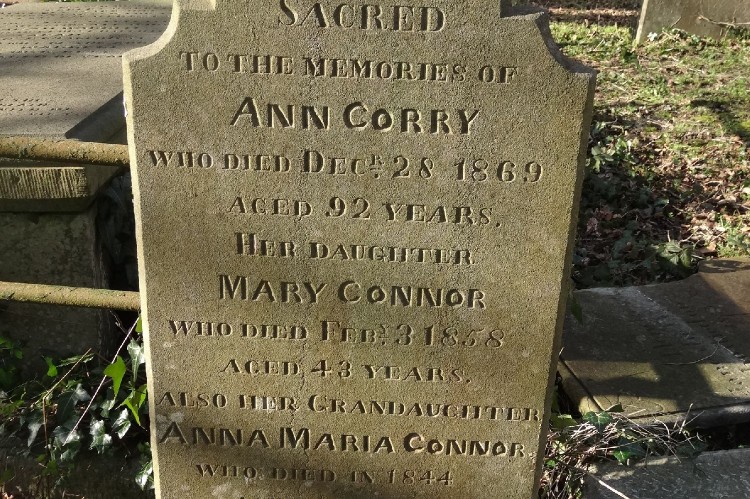 SACRED
TO THE MEMORIES OF
ANN CORRY
WHO DIED DECR. 28 1869
AGED 92 YEARS.
HER DAUGHTER
MARY CONNOR
WHO DIED FEBY. 3 1858
AGED 43 YEARS.
ALSO HER GRANDAUGHTER
ANNA MARIA CONNOR.
WHO DIED IN 1844